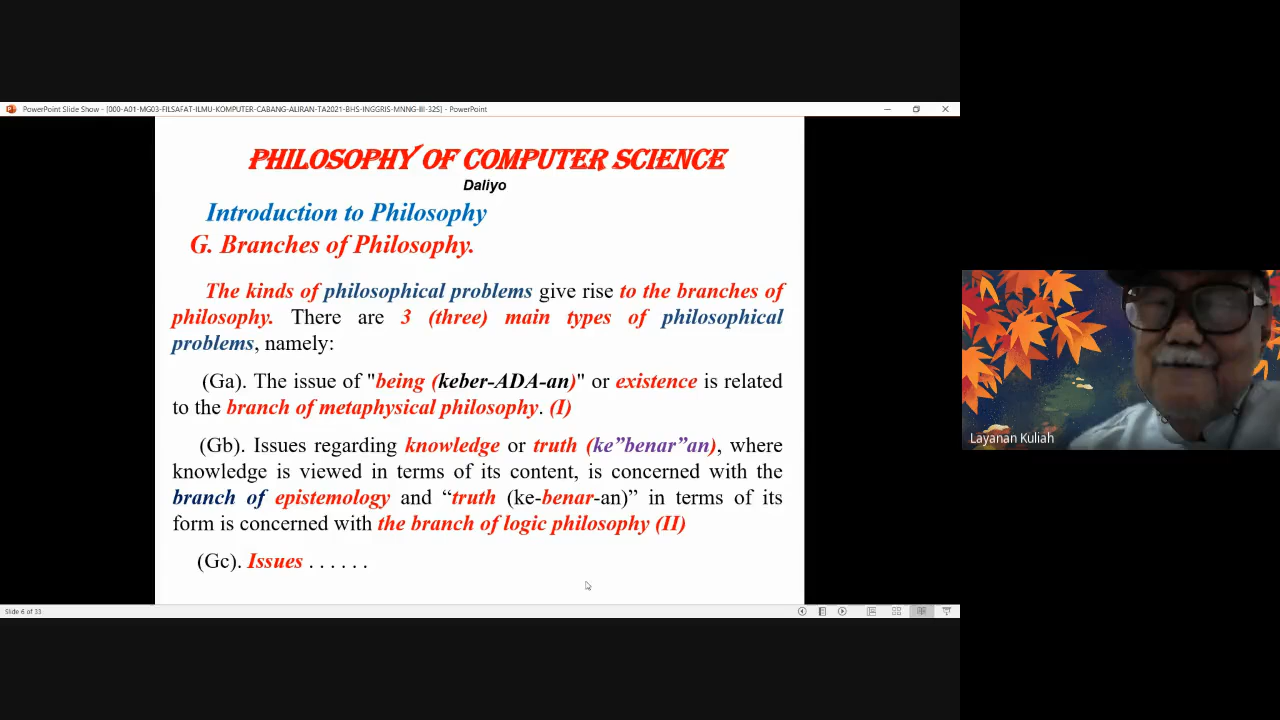 PowerPoint Slide Show - [000-A01-MG03-FILSAFAT-ILMU-KOMPUTER-CABANG-ALIRAN-TA2021-BHS-INGGRIS-MNNG-III-32S] - PowerPoint
PHILOSOPHY OF COMPUTER SCIENCE
Daliyo
Introduction to Philosophy
G. Branches of Philosophy.
The kinds of philosophical problems give rise to the branches of
philosophy. There are 3 (three) main types of philosophical
problems, namely:
(Ga). The issue of "being (keber-ADA-an)" or existence is related
to the branch of metaphysical philosophy. (I)
(Gb). Issues regarding knowledge or truth (ke”benar”an), where
knowledge is viewed in terms of its content, is concerned with the
branch of epistemology and “truth (ke-benar-an)” in terms of its
form is concerned with the branch of logic philosophy (II)
(Gc). Issues . . . . . .
Slide 6 of 33
Layanan Kuliah